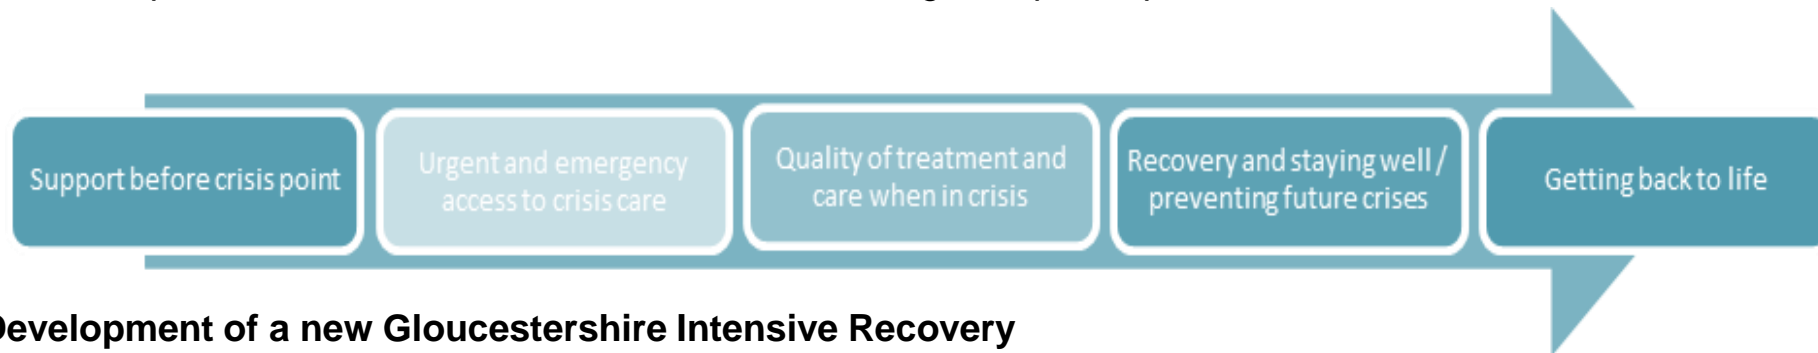 Support before crisis point
Urgent and emergency
access to crisis care
Quality of treatment and
care when in crisis
Recovery and staying well /
preventing future crises
Getting back to life
Development of a new Gloucestershire Intensive Recovery